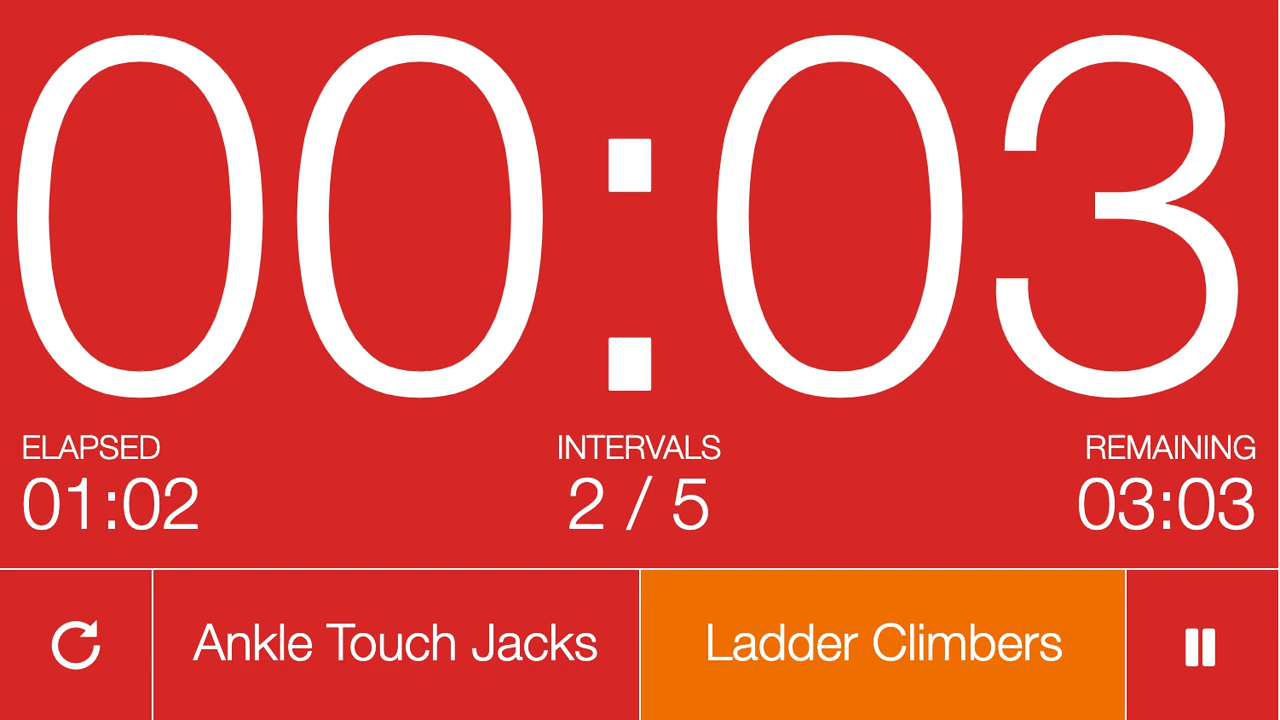 00:03
ELAPSED
01:02
INTERVALS
2 / 5
REMAINING
03:03
Ankle Touch Jacks
Ladder Climbers